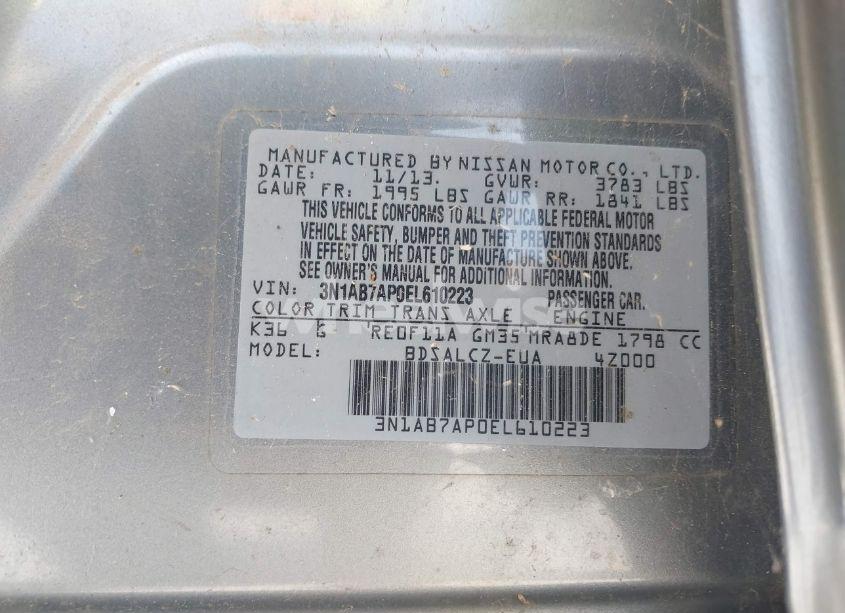 MANUFACTURED BY NISSAN MOTOR CO., LTD.
DATE: 11/13. GVWR: 3783 LBS
GAWR FR: 1995 LBS GAWR RR: 1841 LBS
THIS VEHICLE CONFORMS TO ALL APPLICABLE FEDERAL MOTOR
VEHICLE SAFETY, BUMPER AND THEFT PREVENTION STANDARDS
IN EFFECT ON THE DATE OF MANUFACTURE SHOWN ABOVE.
SEE OWNER'S MANUAL FOR ADDITIONAL INFORMATION.
VIN: 3N1AB7AP0EL610223 PASSENGER CAR.
COLOR TRIM TRANS AXLE ENGINE
K36 G RE0F11A GM35 MRA8DE 1798 CC
MODEL: BDSALCZ-EUA 4Z000
3N1AB7AP0EL610223